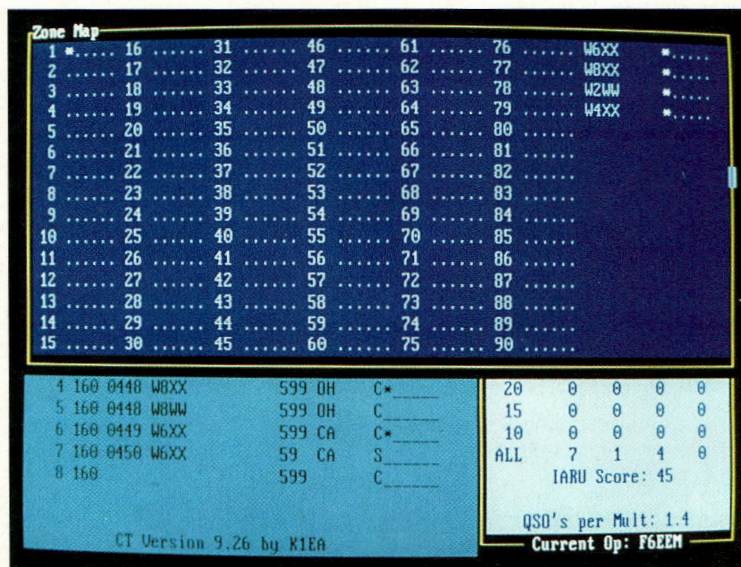 Zone Map
1 *..... 16 ...... 31 ...... 46 ...... 61 ...... 76 ...... W6XX *.....
2 ...... 17 ...... 32 ...... 47 ...... 62 ...... 77 ...... W8XX *.....
3 ...... 18 ...... 33 ...... 48 ...... 63 ...... 78 ...... W2WW *.....
4 ...... 19 ...... 34 ...... 49 ...... 64 ...... 79 ...... W4XX *.....
5 ...... 20 ...... 35 ...... 50 ...... 65 ...... 80 ......
6 ...... 21 ...... 36 ...... 51 ...... 66 ...... 81 ......
7 ...... 22 ...... 37 ...... 52 ...... 67 ...... 82 ......
8 ...... 23 ...... 38 ...... 53 ...... 68 ...... 83 ......
9 ...... 24 ...... 39 ...... 54 ...... 69 ...... 84 ......
10 ...... 25 ...... 40 ...... 55 ...... 70 ...... 85 ......
11 ...... 26 ...... 41 ...... 56 ...... 71 ...... 86 ......
12 ...... 27 ...... 42 ...... 57 ...... 72 ...... 87 ......
13 ...... 28 ...... 43 ...... 58 ...... 73 ...... 88 ......
14 ...... 29 ...... 44 ...... 59 ...... 74 ...... 89 ......
15 ...... 30 ...... 45 ...... 60 ...... 75 ...... 90 ......
4 160 0448 W8XX 599 OH C*_____
5 160 0448 W8WW 599 OH C______
6 160 0449 W6XX 599 CA C*_____
7 160 0450 W6XX 59 CA S______
8 160 599 C______
CT Version 9.26 by K1EA
20 0 0 0 0
15 0 0 0 0
10 0 0 0 0
ALL 7 1 4 0
IARU Score: 45
QSO's per Mult: 1.4
Current Op: F6EEM